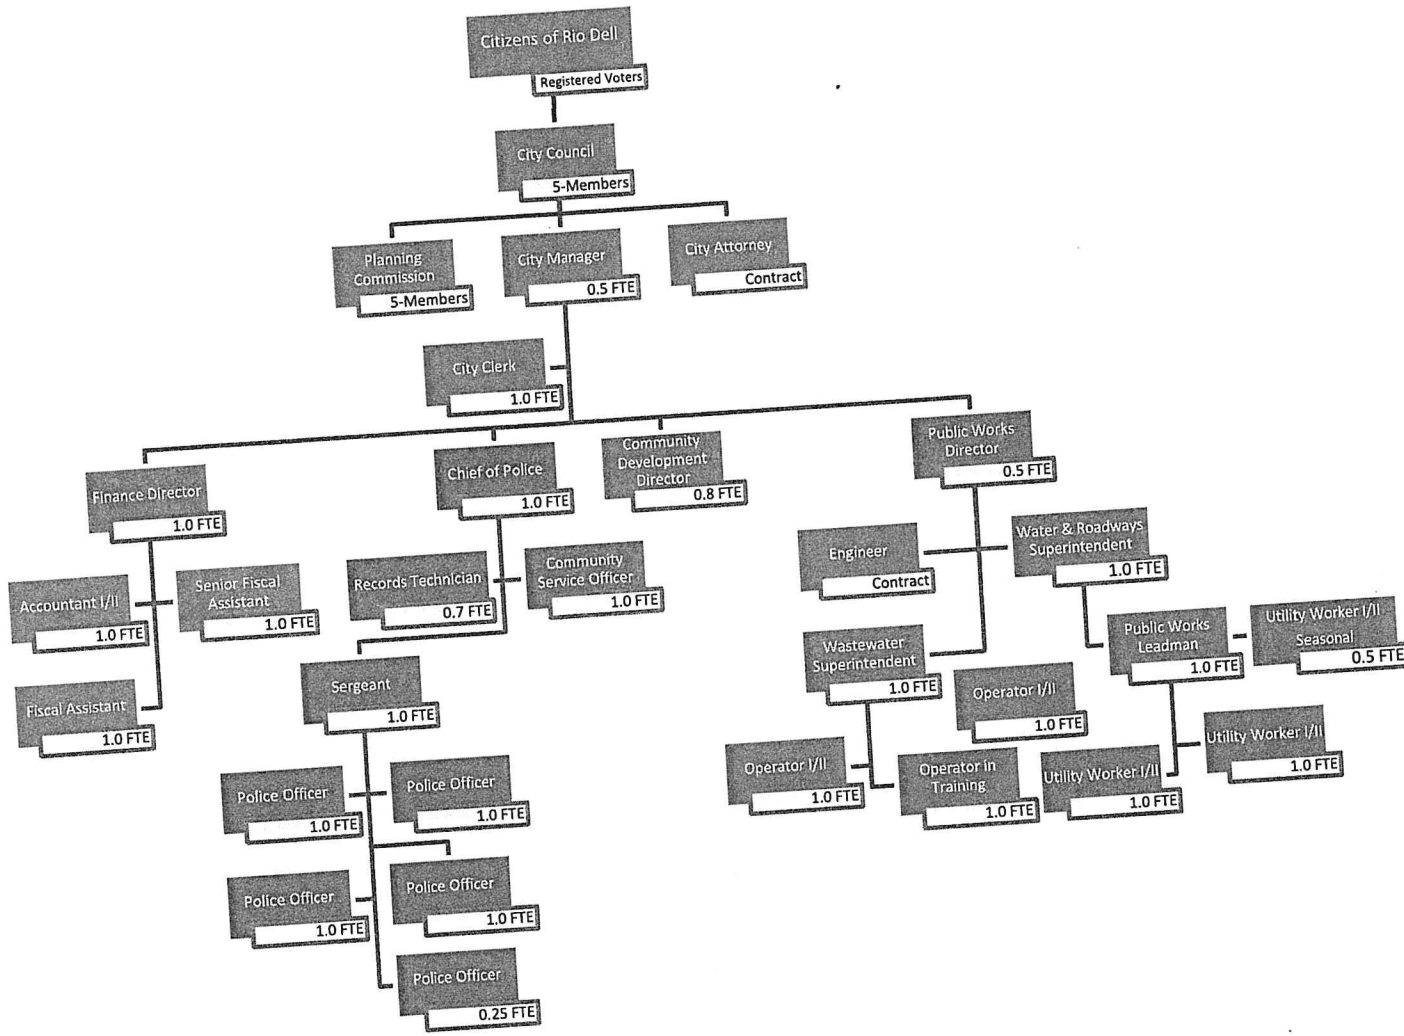 Citizens of Rio Dell
Registered Voters
City Council
5-Members
Planning
Commission
5-Members
City Manager
0.5 FTE
City Attorney
Contract
City Clerk
1.0 FTE
Finance Director
1.0 FTE
Chief of Police
1.0 FTE
Community
Development
Director
0.8 FTE
Public Works
Director
0.5 FTE
Accountant I/II
1.0 FTE
Senior Fiscal
Assistant
1.0 FTE
Fiscal Assistant
1.0 FTE
Records Technician
0.7 FTE
Community
Service Officer
1.0 FTE
Sergeant
1.0 FTE
Police Officer
1.0 FTE
Police Officer
1.0 FTE
Police Officer
1.0 FTE
Police Officer
1.0 FTE
Police Officer
0.25 FTE
Engineer
Contract
Water & Roadways
Superintendent
1.0 FTE
Wastewater
Superintendent
1.0 FTE
Operator I/II
1.0 FTE
Operator I/II
1.0 FTE
Operator in
Training
1.0 FTE
Public Works
Leadman
1.0 FTE
Utility Worker I/II
Seasonal
0.5 FTE
Utility Worker I/II
1.0 FTE
Utility Worker I/II
1.0 FTE